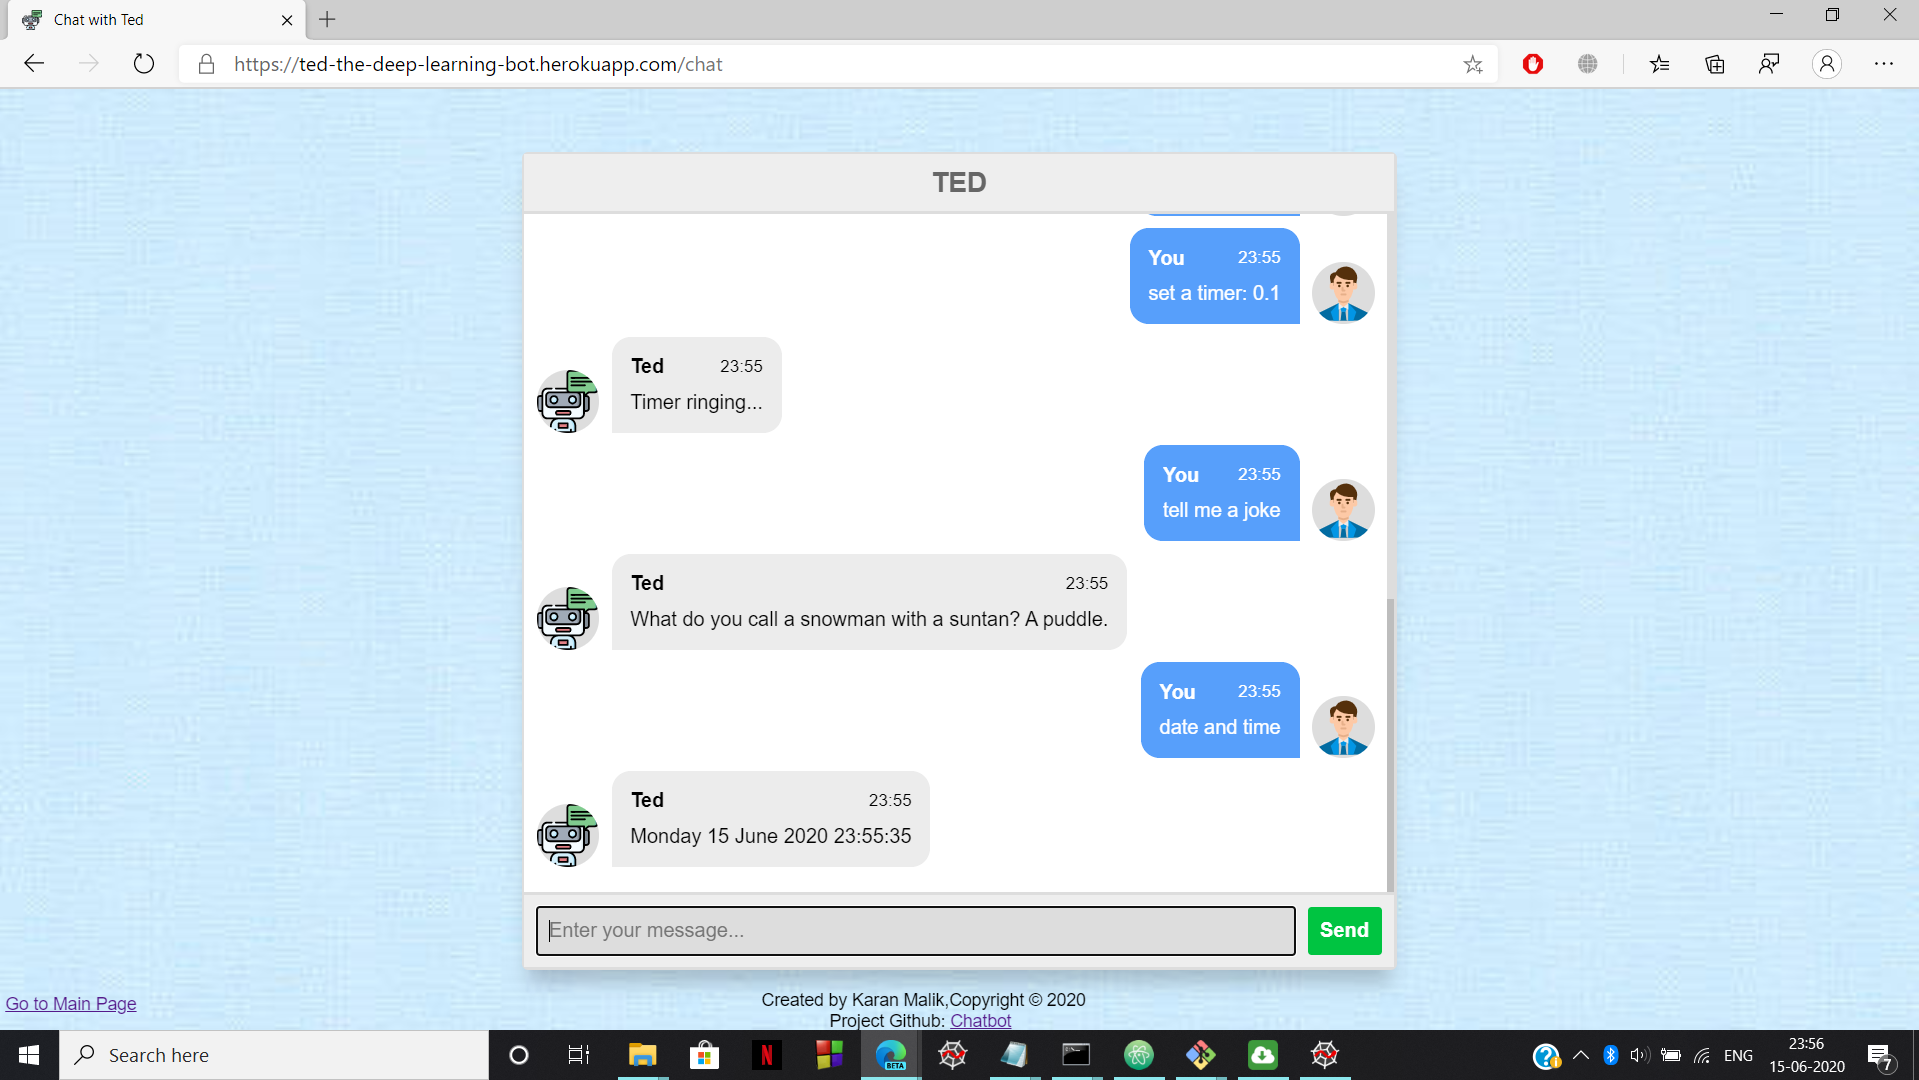 Chat with Ted
https://ted-the-deep-learning-bot.herokuapp.com/chat
TED
You 23:55
set a timer: 0.1
Ted 23:55
Timer ringing...
You 23:55
tell me a joke
Ted 23:55
What do you call a snowman with a suntan? A puddle.
You 23:55
date and time
Ted 23:55
Monday 15 June 2020 23:55:35
Enter your message...
Send
Go to Main Page
Created by Karan Malik,Copyright © 2020
Project Github: Chatbot
Search here
N
BETA
ENG
23:56
15-06-2020
7